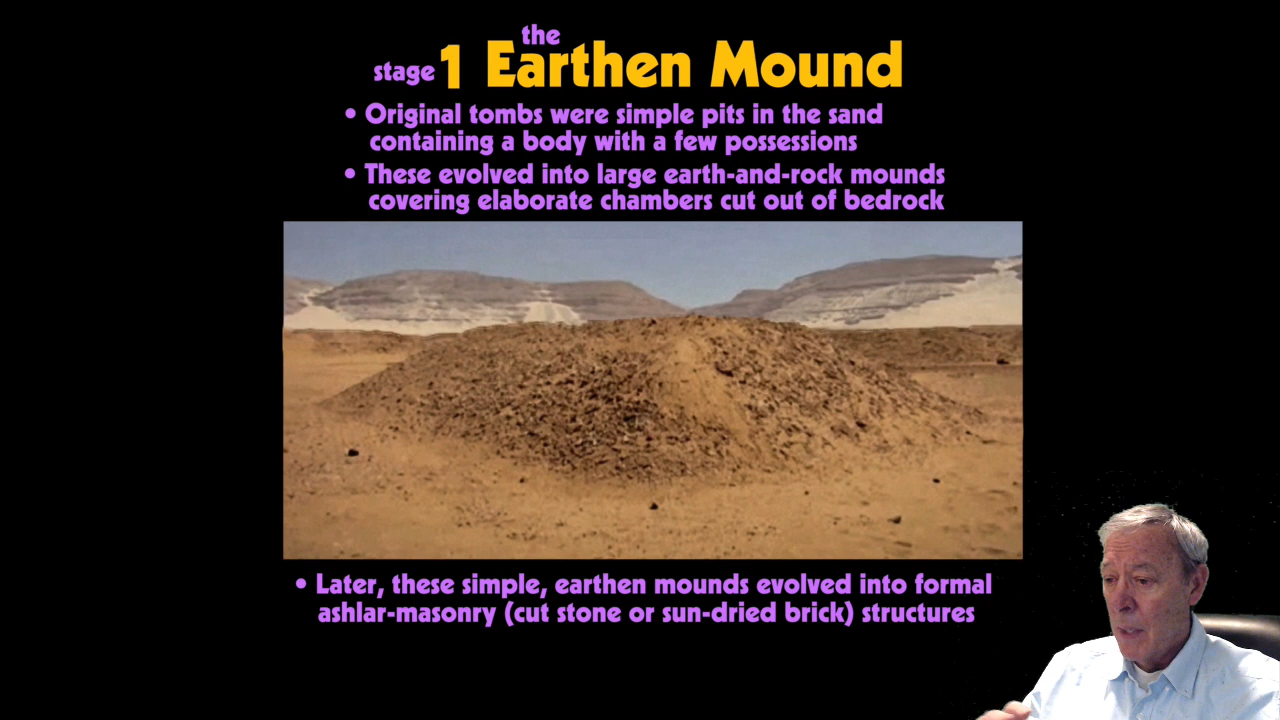 the
stage 1 Earthen Mound
• Original tombs were simple pits in the sand
containing a body with a few possessions
• These evolved into large earth-and-rock mounds
covering elaborate chambers cut out of bedrock
• Later, these simple, earthen mounds evolved into formal
ashlar-masonry (cut stone or sun-dried brick) structures